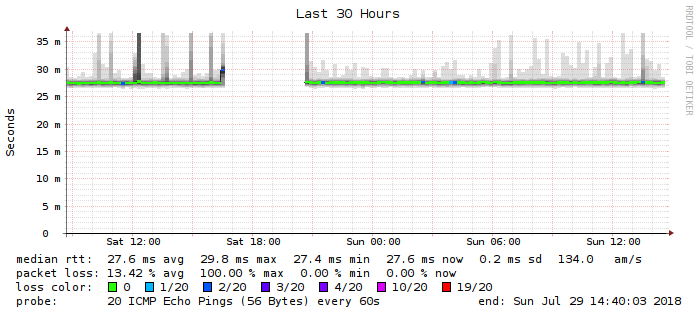 Last 30 Hours
RRDTOOL / TOBI OETIKER
Seconds
35 m
30 m
25 m
20 m
15 m
10 m
5 m
0
Sat 12:00 Sat 18:00 Sun 00:00 Sun 06:00 Sun 12:00
median rtt: 27.6 ms avg 29.8 ms max 27.4 ms min 27.6 ms now 0.2 ms sd 134.0 am/s
packet loss: 13.42 % avg 100.00 % max 0.00 % min 0.00 % now
loss color: 0 1/20 2/20 3/20 4/20 10/20 19/20
probe: 20 ICMP Echo Pings (56 Bytes) every 60s end: Sun Jul 29 14:40:03 2018